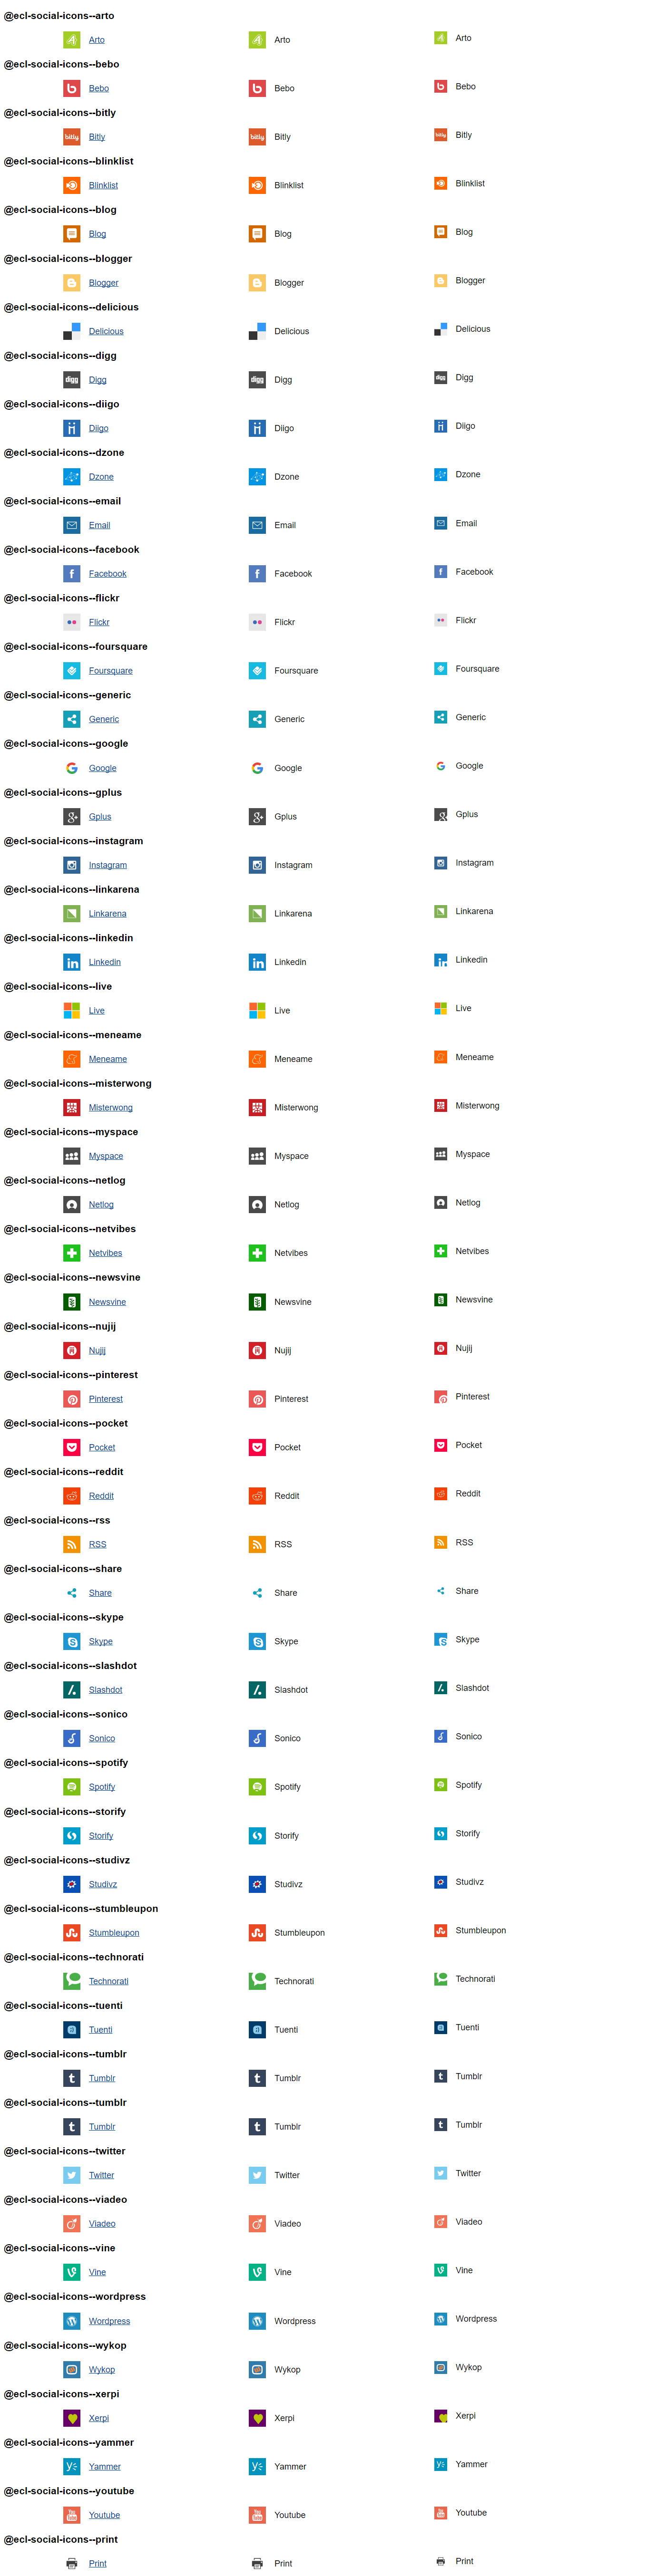 @ecl-social-icons--arto
Arto Arto Arto
@ecl-social-icons--bebo
Bebo Bebo Bebo
@ecl-social-icons--bitly
Bitly Bitly Bitly
@ecl-social-icons--blinklist
Blinklist Blinklist Blinklist
@ecl-social-icons--blog
Blog Blog Blog
@ecl-social-icons--blogger
Blogger Blogger Blogger
@ecl-social-icons--delicious
Delicious Delicious Delicious
@ecl-social-icons--digg
Digg Digg Digg
@ecl-social-icons--diigo
Diigo Diigo Diigo
@ecl-social-icons--dzone
Dzone Dzone Dzone
@ecl-social-icons--email
Email Email Email
@ecl-social-icons--facebook
Facebook Facebook Facebook
@ecl-social-icons--flickr
Flickr Flickr Flickr
@ecl-social-icons--foursquare
Foursquare Foursquare Foursquare
@ecl-social-icons--generic
Generic Generic Generic
@ecl-social-icons--google
Google Google Google
@ecl-social-icons--gplus
Gplus Gplus Gplus
@ecl-social-icons--instagram
Instagram Instagram Instagram
@ecl-social-icons--linkarena
Linkarena Linkarena Linkarena
@ecl-social-icons--linkedin
Linkedin Linkedin Linkedin
@ecl-social-icons--live
Live Live Live
@ecl-social-icons--meneame
Meneame Meneame Meneame
@ecl-social-icons--misterwong
Misterwong Misterwong Misterwong
@ecl-social-icons--myspace
Myspace Myspace Myspace
@ecl-social-icons--netlog
Netlog Netlog Netlog
@ecl-social-icons--netvibes
Netvibes Netvibes Netvibes
@ecl-social-icons--newsvine
Newsvine Newsvine Newsvine
@ecl-social-icons--nujij
Nujij Nujij Nujij
@ecl-social-icons--pinterest
Pinterest Pinterest Pinterest
@ecl-social-icons--pocket
Pocket Pocket Pocket
@ecl-social-icons--reddit
Reddit Reddit Reddit
@ecl-social-icons--rss
RSS RSS RSS
@ecl-social-icons--share
Share Share Share
@ecl-social-icons--skype
Skype Skype Skype
@ecl-social-icons--slashdot
Slashdot Slashdot Slashdot
@ecl-social-icons--sonico
Sonico Sonico Sonico
@ecl-social-icons--spotify
Spotify Spotify Spotify
@ecl-social-icons--storify
Storify Storify Storify
@ecl-social-icons--studivz
Studivz Studivz Studivz
@ecl-social-icons--stumbleupon
Stumbleupon Stumbleupon Stumbleupon
@ecl-social-icons--technorati
Technorati Technorati Technorati
@ecl-social-icons--tuenti
Tuenti Tuenti Tuenti
@ecl-social-icons--tumblr
Tumblr Tumblr Tumblr
@ecl-social-icons--tumblr
Tumblr Tumblr Tumblr
@ecl-social-icons--twitter
Twitter Twitter Twitter
@ecl-social-icons--viadeo
Viadeo Viadeo Viadeo
@ecl-social-icons--vine
Vine Vine Vine
@ecl-social-icons--wordpress
Wordpress Wordpress Wordpress
@ecl-social-icons--wykop
Wykop Wykop Wykop
@ecl-social-icons--xerpi
Xerpi Xerpi Xerpi
@ecl-social-icons--yammer
Yammer Yammer Yammer
@ecl-social-icons--youtube
Youtube Youtube Youtube
@ecl-social-icons--print
Print Print Print